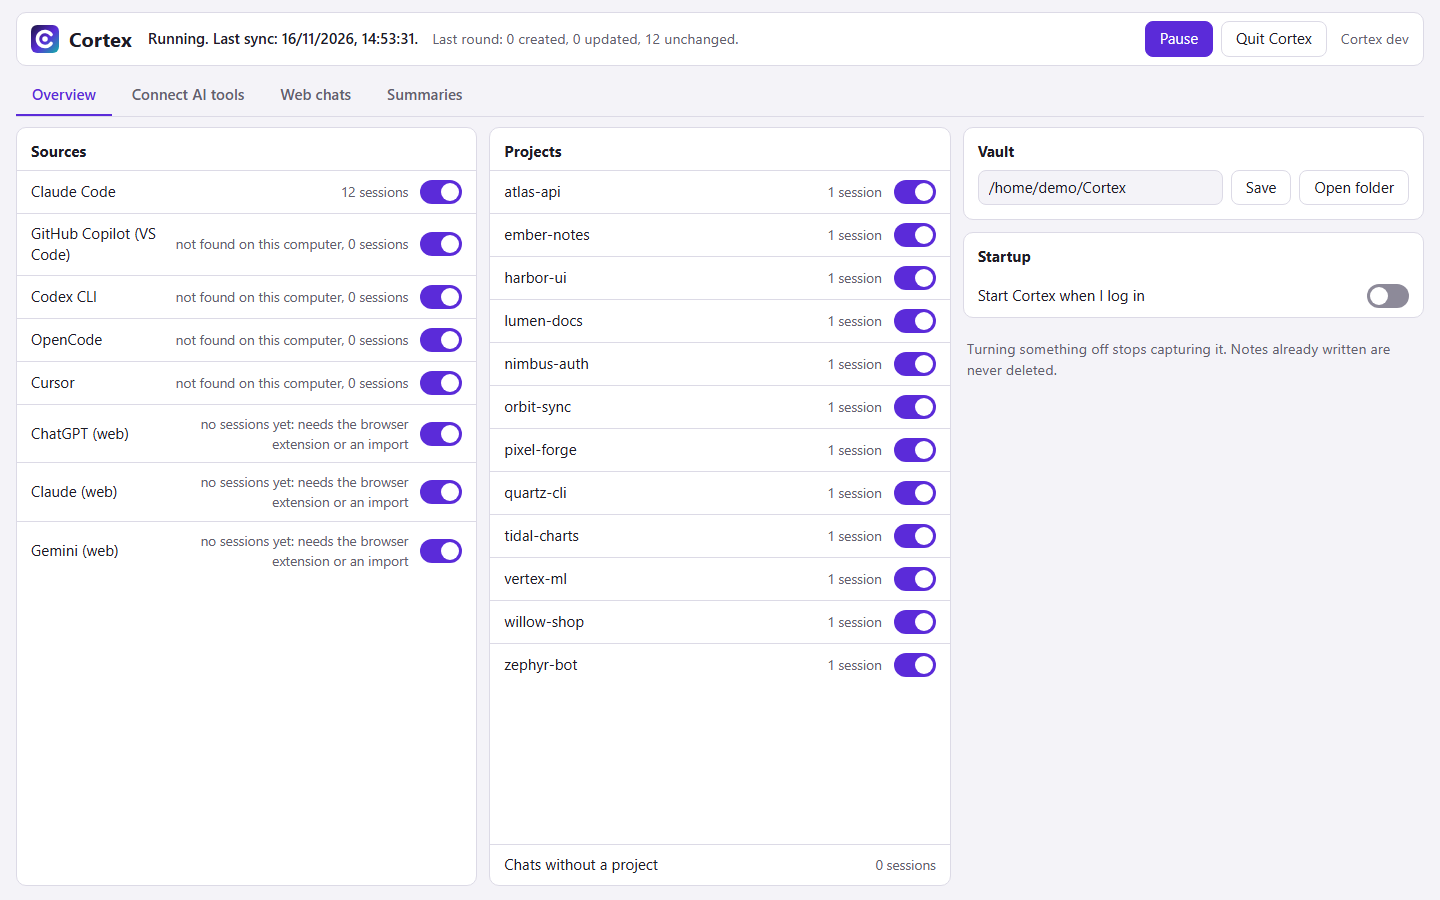 Cortex
Running. Last sync: 16/11/2026, 14:53:31.
Last round: 0 created, 0 updated, 12 unchanged.
Pause
Quit Cortex
Cortex dev
Overview
Connect AI tools
Web chats
Summaries
Sources
Claude Code
12 sessions
GitHub Copilot (VS
Code)
not found on this computer, 0 sessions
Codex CLI
not found on this computer, 0 sessions
OpenCode
not found on this computer, 0 sessions
Cursor
not found on this computer, 0 sessions
ChatGPT (web)
no sessions yet: needs the browser
extension or an import
Claude (web)
no sessions yet: needs the browser
extension or an import
Gemini (web)
no sessions yet: needs the browser
extension or an import
Projects
atlas-api
1 session
ember-notes
1 session
harbor-ui
1 session
lumen-docs
1 session
nimbus-auth
1 session
orbit-sync
1 session
pixel-forge
1 session
quartz-cli
1 session
tidal-charts
1 session
vertex-ml
1 session
willow-shop
1 session
zephyr-bot
1 session
Chats without a project
0 sessions
Vault
/home/demo/Cortex
Save
Open folder
Startup
Start Cortex when I log in
Turning something off stops capturing it. Notes already written are
never deleted.